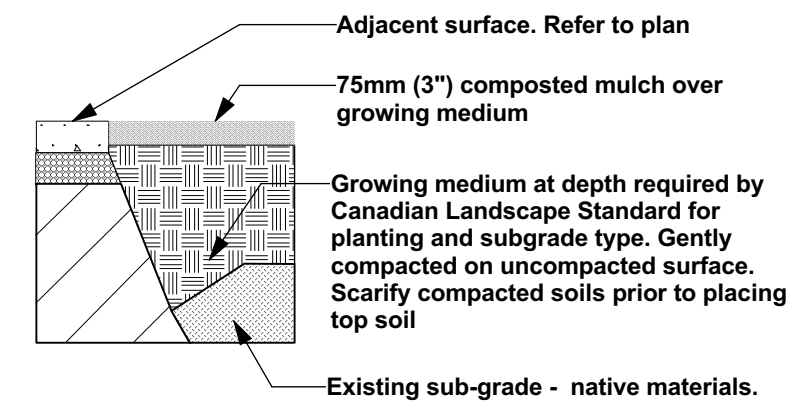 Adjacent surface. Refer to plan
75mm (3") composted mulch over
growing medium
Growing medium at depth required by
Canadian Landscape Standard for
planting and subgrade type. Gently
compacted on uncompacted surface.
Scarify compacted soils prior to placing
top soil
Existing sub-grade - native materials.